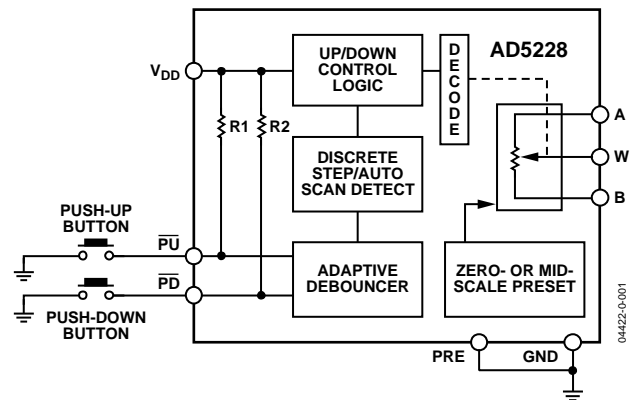 UP/DOWN
CONTROL
LOGIC
D
E
C
O
D
E
AD5228
VDD
R1
R2
A
W
B
DISCRETE
STEP/AUTO
SCAN DETECT
PUSH-UP
BUTTON
PU
PD
PUSH-DOWN
BUTTON
ADAPTIVE
DEBOUNCER
ZERO- OR MID-
SCALE PRESET
PRE
GND
04422-0-001